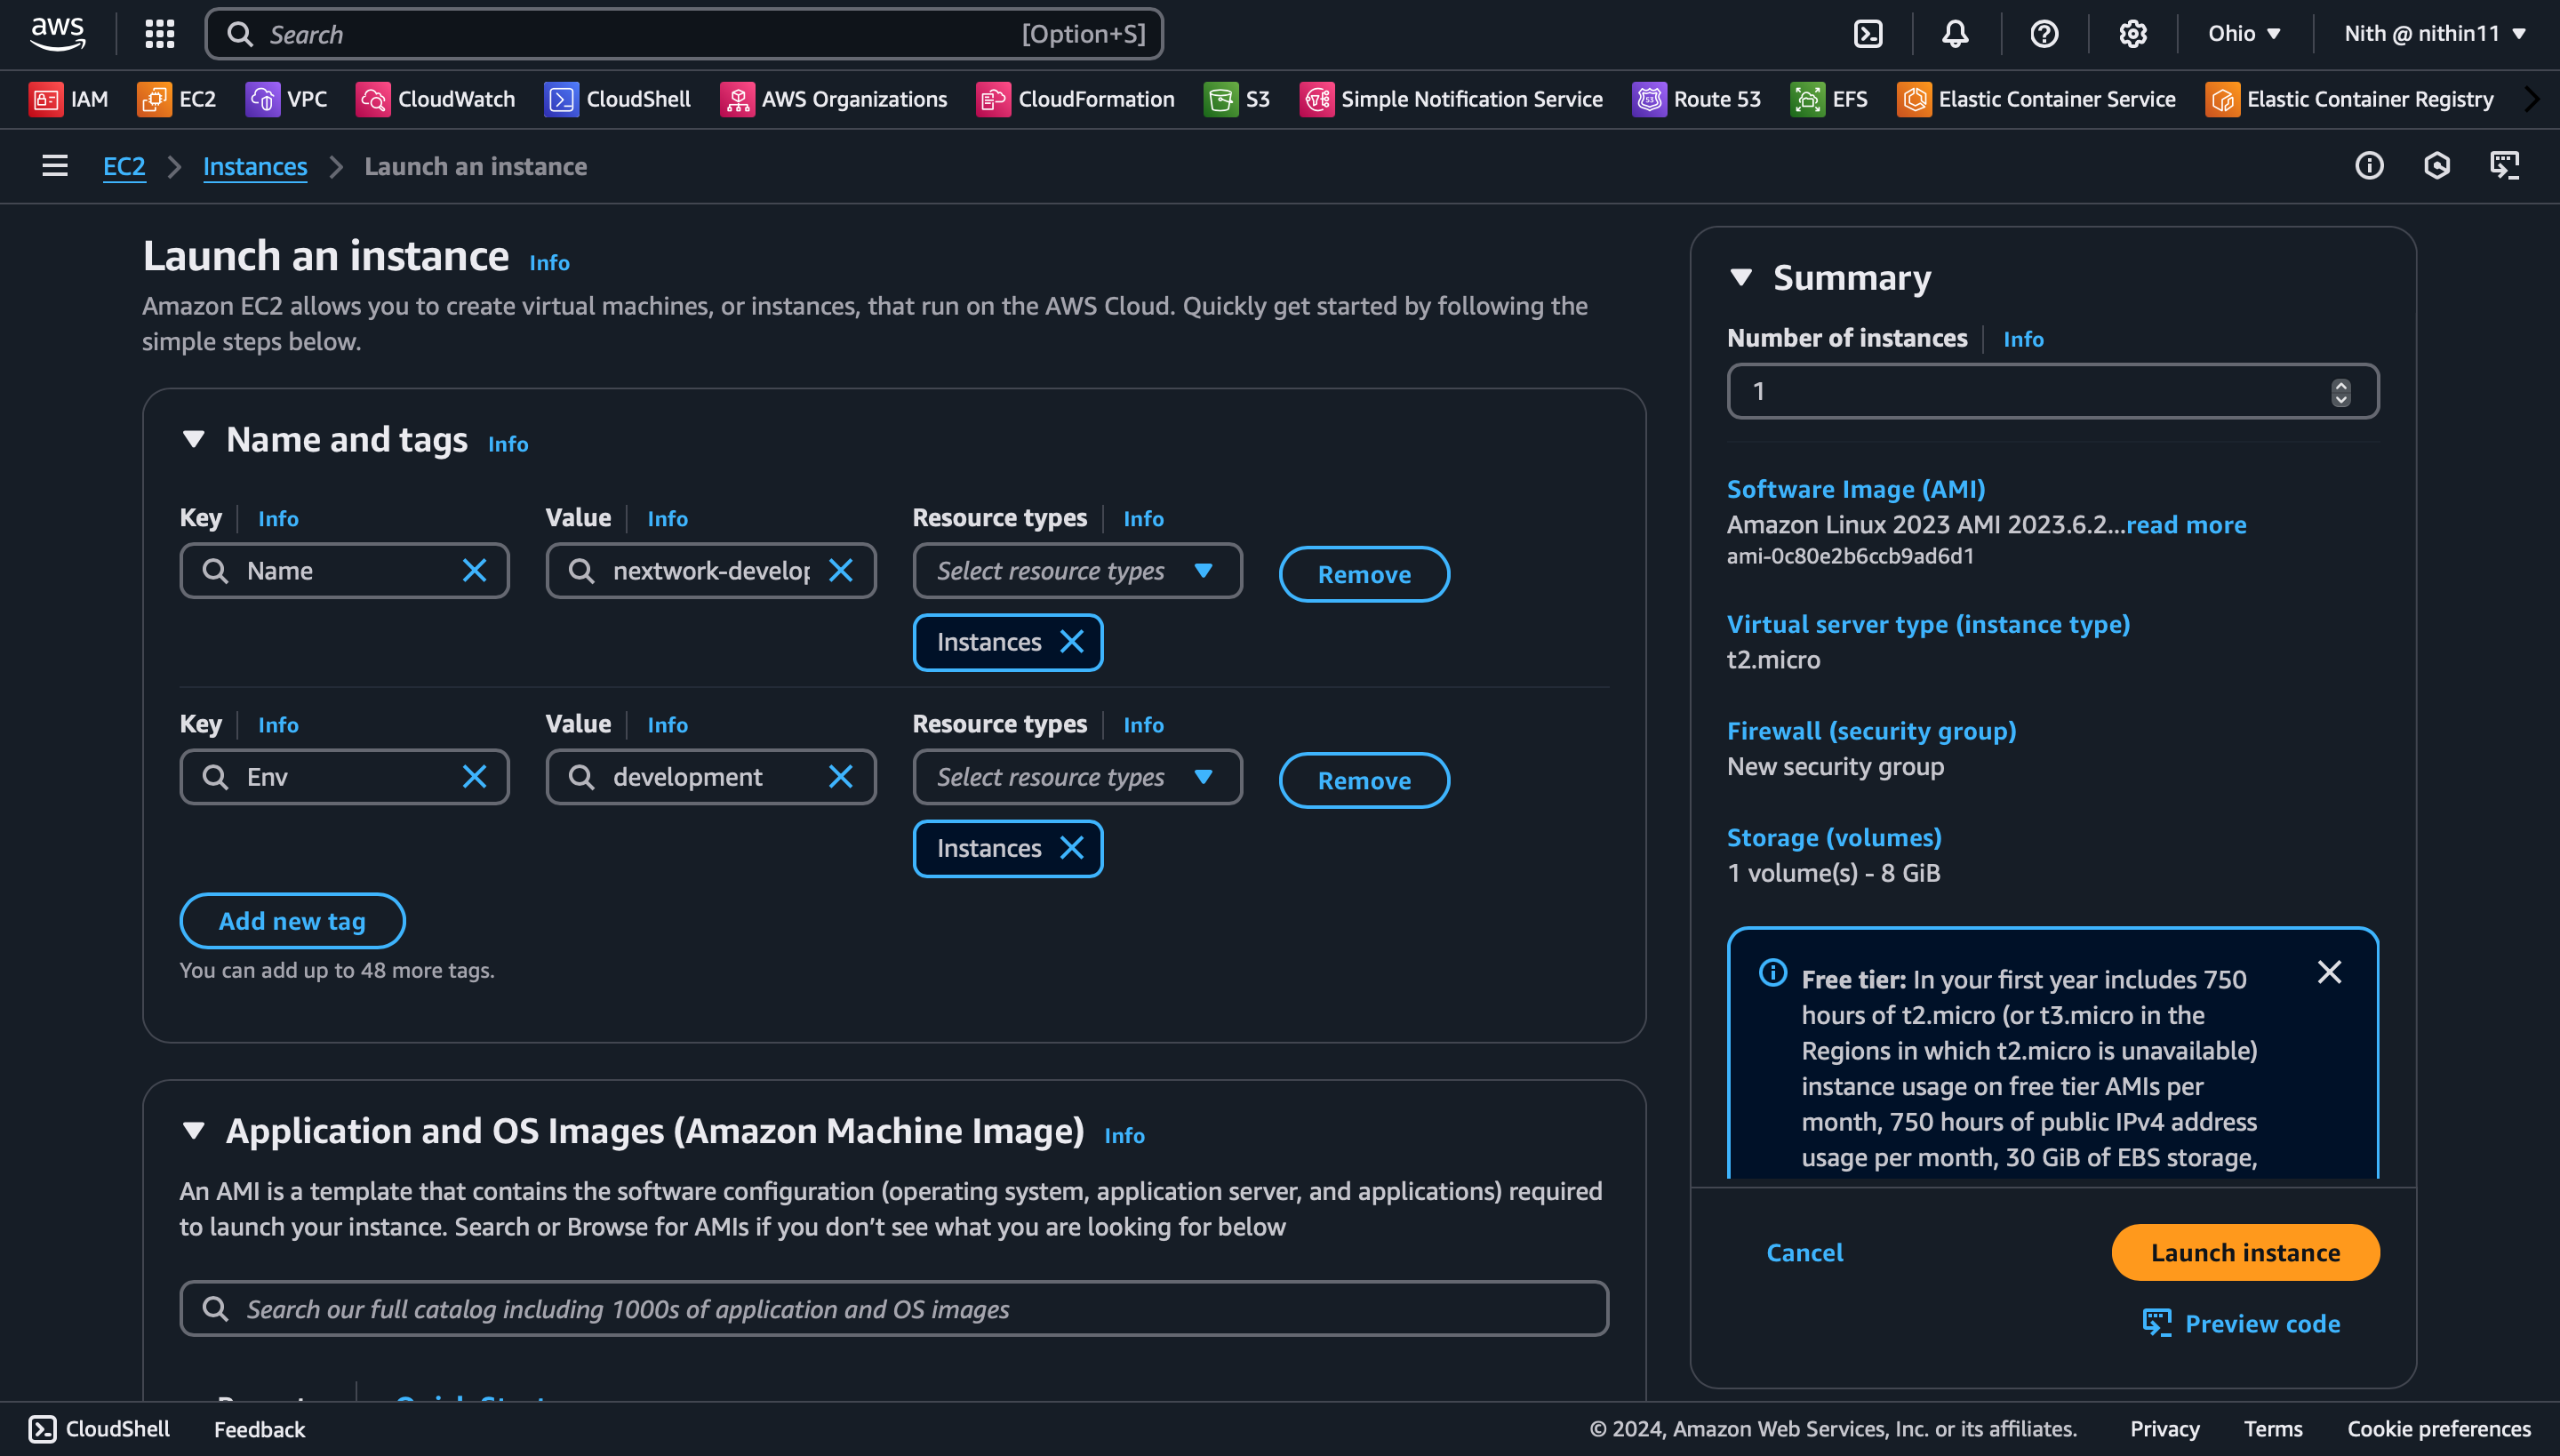 aws
Search
[Option+S]
Ohio
Nith @ nithin11
IAM
EC2
VPC
CloudWatch
CloudShell
AWS Organizations
CloudFormation
S3
Simple Notification Service
Route 53
EFS
Elastic Container Service
Elastic Container Registry
EC2
Instances
Launch an instance
Launch an instance Info
Amazon EC2 allows you to create virtual machines, or instances, that run on the AWS Cloud. Quickly get started by following the
simple steps below.
Name and tags Info
Key Info
Value Info
Resource types Info
Name
nextwork-develop
Select resource types
Remove
Instances
Key Info
Value Info
Resource types Info
Env
development
Select resource types
Remove
Instances
Add new tag
You can add up to 48 more tags.
Application and OS Images (Amazon Machine Image) Info
An AMI is a template that contains the software configuration (operating system, application server, and applications) required
to launch your instance. Search or Browse for AMIs if you don’t see what you are looking for below
Search our full catalog including 1000s of application and OS images
Summary
Number of instances Info
1
Software Image (AMI)
Amazon Linux 2023 AMI 2023.6.2...read more
ami-0c80e2b6ccb9ad6d1
Virtual server type (instance type)
t2.micro
Firewall (security group)
New security group
Storage (volumes)
1 volume(s) - 8 GiB
Free tier: In your first year includes 750
hours of t2.micro (or t3.micro in the
Regions in which t2.micro is unavailable)
instance usage on free tier AMIs per
month, 750 hours of public IPv4 address
usage per month, 30 GiB of EBS storage,
Cancel
Launch instance
Preview code
CloudShell
Feedback
© 2024, Amazon Web Services, Inc. or its affiliates.
Privacy
Terms
Cookie preferences